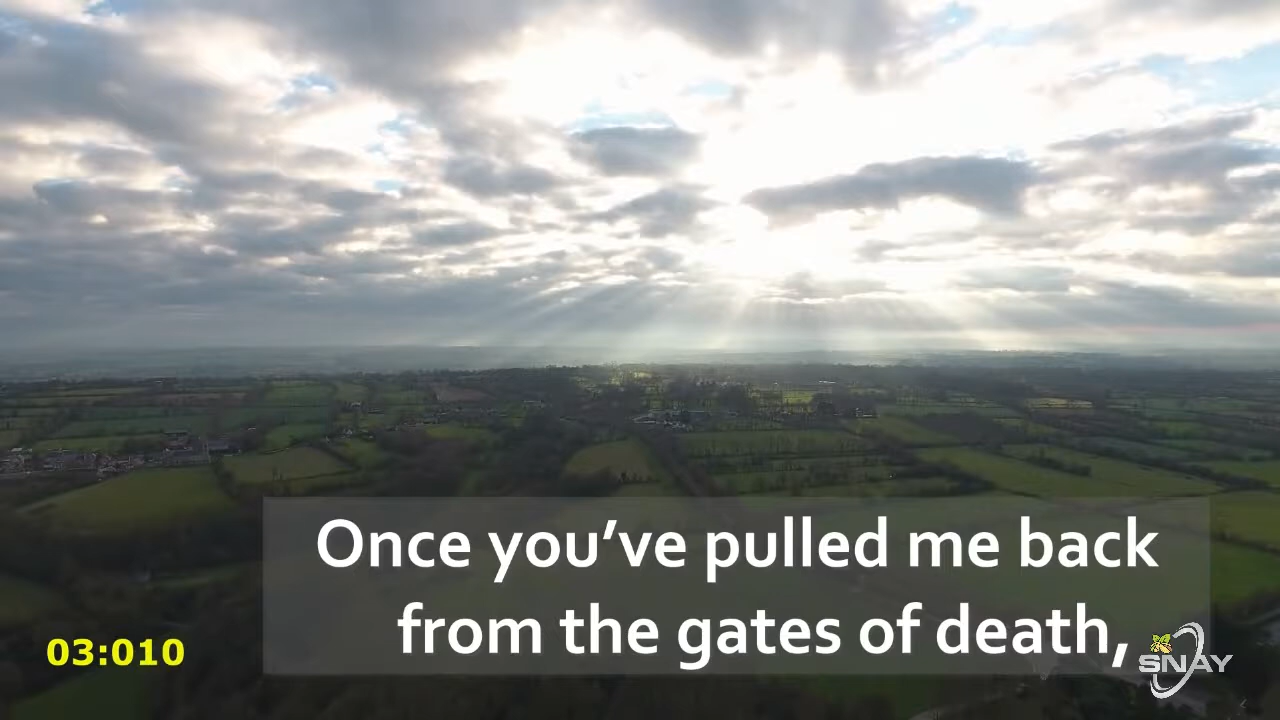 Once you’ve pulled me back
from the gates of death,
03:010
SNAY